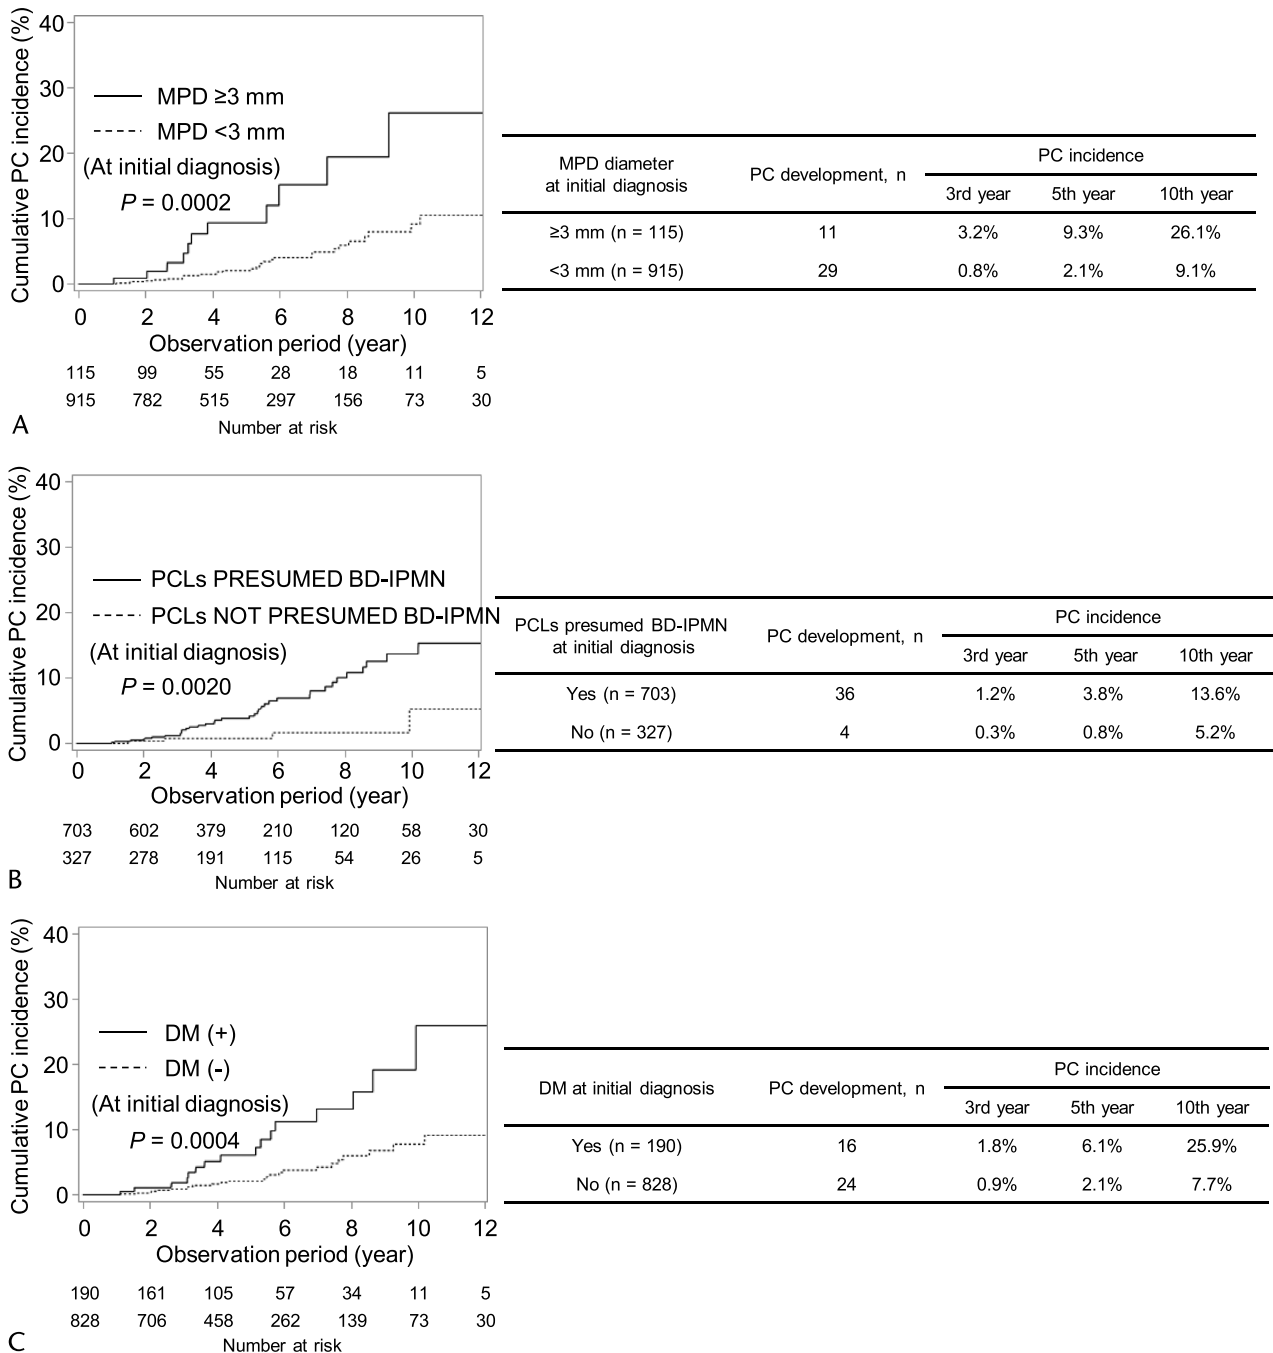 Cumulative PC incidence (%)
40
30
20
10
0
MPD ≥3 mm
MPD <3 mm
(At initial diagnosis)
P = 0.0002
0 2 4 6 8 10 12
Observation period (year)
115 99 55 28 18 11 5
915 782 515 297 156 73 30
Number at risk
A
MPD diameter
at initial diagnosis
PC development, n
PC incidence
3rd year 5th year 10th year
≥3 mm (n = 115) 11 3.2% 9.3% 26.1%
<3 mm (n = 915) 29 0.8% 2.1% 9.1%
Cumulative PC incidence (%)
40
30
20
10
0
PCLs PRESUMED BD-IPMN
PCLs NOT PRESUMED BD-IPMN
(At initial diagnosis)
P = 0.0020
0 2 4 6 8 10 12
Observation period (year)
703 602 379 210 120 58 30
327 278 191 115 54 26 5
Number at risk
B
PCLs presumed BD-IPMN
at initial diagnosis
PC development, n
PC incidence
3rd year 5th year 10th year
Yes (n = 703) 36 1.2% 3.8% 13.6%
No (n = 327) 4 0.3% 0.8% 5.2%
Cumulative PC incidence (%)
40
30
20
10
0
DM (+)
DM (-)
(At initial diagnosis)
P = 0.0004
0 2 4 6 8 10 12
Observation period (year)
190 161 105 57 34 11 5
828 706 458 262 139 73 30
Number at risk
C
DM at initial diagnosis
PC development, n
PC incidence
3rd year 5th year 10th year
Yes (n = 190) 16 1.8% 6.1% 25.9%
No (n = 828) 24 0.9% 2.1% 7.7%